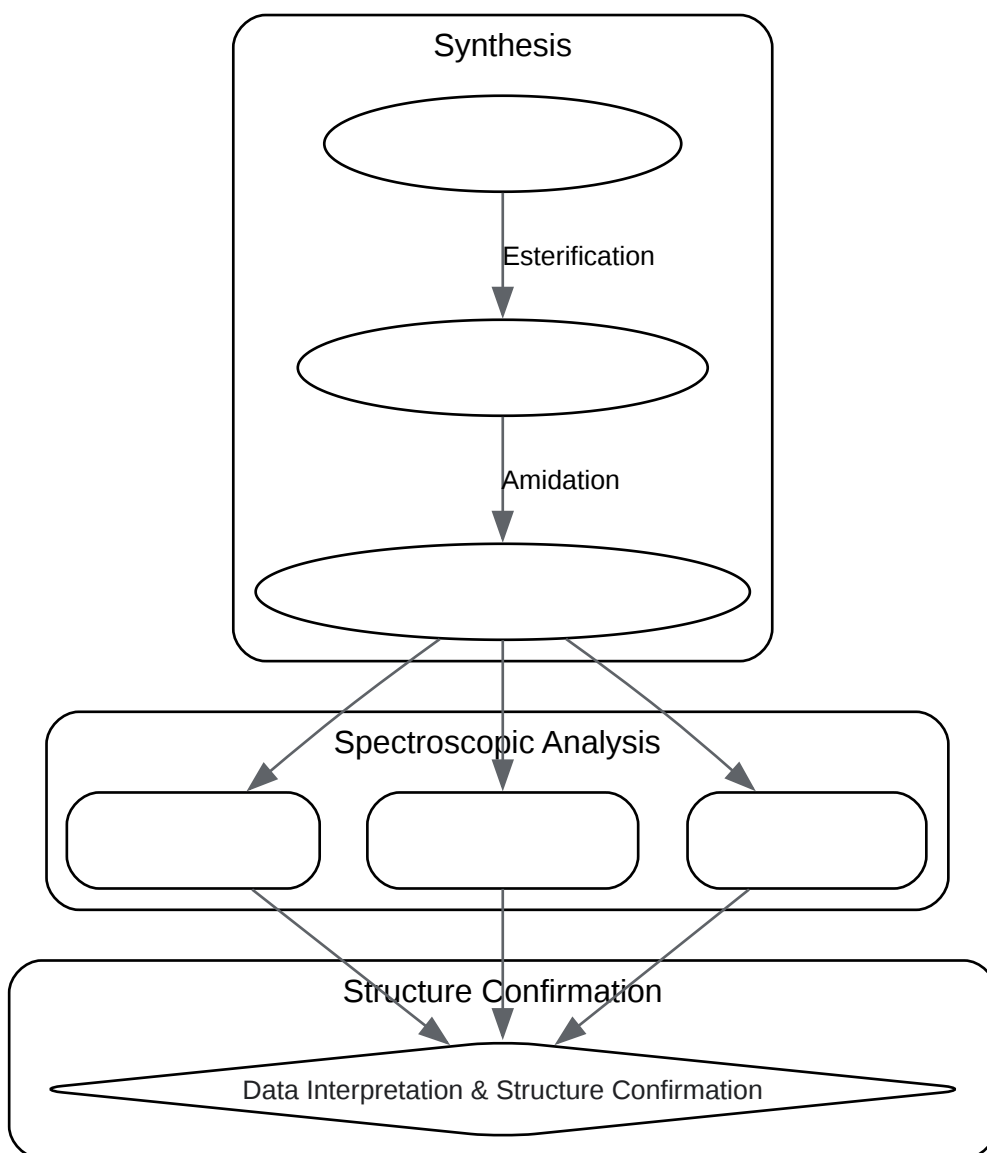 Synthesis
Esterification
Amidation
Spectroscopic Analysis
Structure Confirmation
Data Interpretation & Structure Confirmation